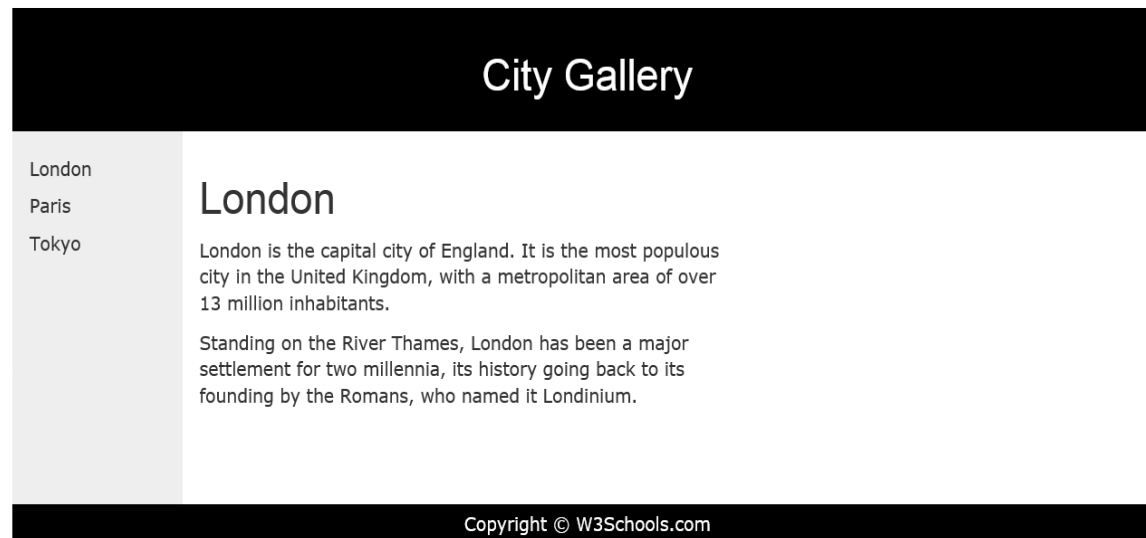 City Gallery
London
Paris
Tokyo
London
London is the capital city of England. It is the most populous
city in the United Kingdom, with a metropolitan area of over
13 million inhabitants.
Standing on the River Thames, London has been a major
settlement for two millennia, its history going back to its
founding by the Romans, who named it Londinium.
Copyright © W3Schools.com